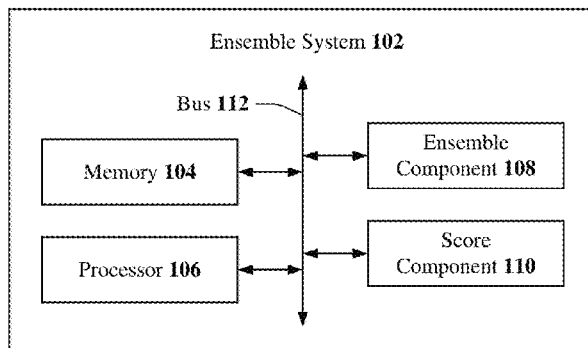 Ensemble System 102
Bus 112
Memory 104
Ensemble
Component 108
Processor 106
Score
Component 110